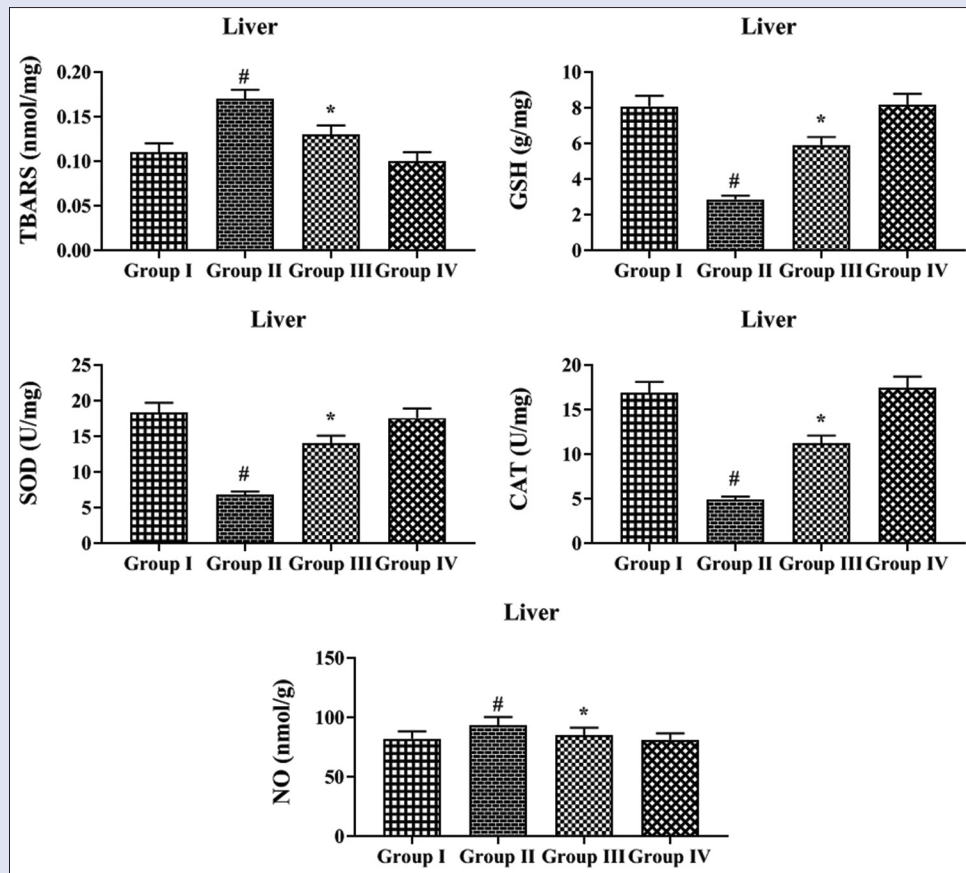 Liver
TBARS (nmol/mg)
0.20
0.15
0.10
0.05
0.00
#
*
Group I Group II Group III Group IV
Liver
GSH (g/mg)
10
8
6
4
2
0
#
*
Group I Group II Group III Group IV
Liver
SOD (U/mg)
25
20
15
10
5
0
#
*
Group I Group II Group III Group IV
Liver
CAT (U/mg)
20
15
10
5
0
#
*
Group I Group II Group III Group IV
Liver
NO (nmol/g)
150
100
50
0
#
*
Group I Group II Group III Group IV